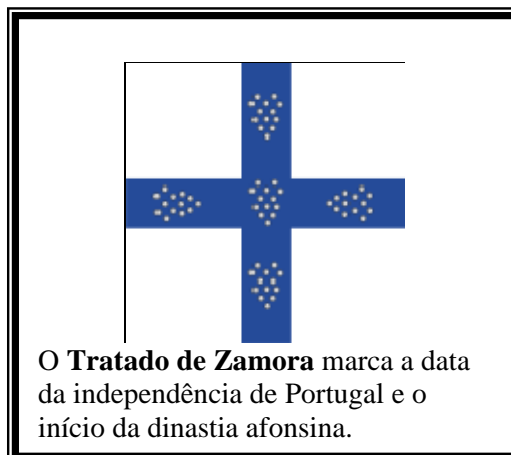 O Tratado de Zamora marca a data
da independência de Portugal e o
início da dinastia afonsina.